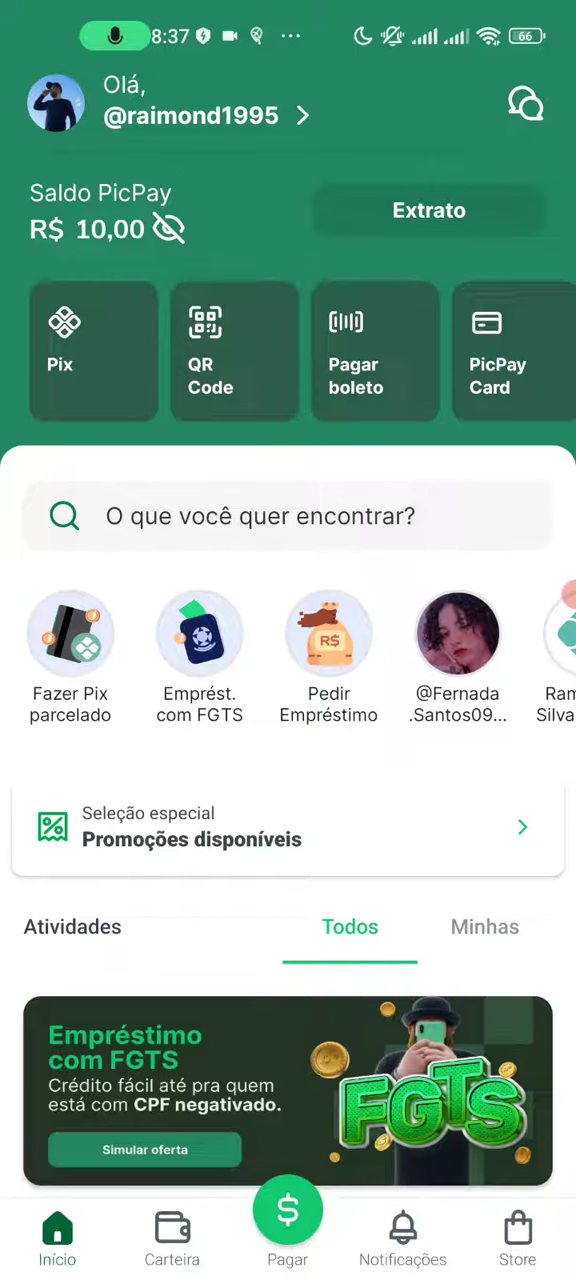 8:37
66
Olá,
@raimond1995
Saldo PicPay
R$ 10,00
Extrato
Pix
QR
Code
Pagar
boleto
PicPay
Card
O que você quer encontrar?
R$
Fazer Pix
parcelado
Emprést.
com FGTS
Pedir
Empréstimo
@Fernada
.Santos09...
Ram
Silva
Seleção especial
Promoções disponíveis
Atividades
Todos
Minhas
Empréstimo
com FGTS
Crédito fácil até pra quem
está com CPF negativado.
Simular oferta
FGTS
Início
Carteira
Pagar
Notificações
Store